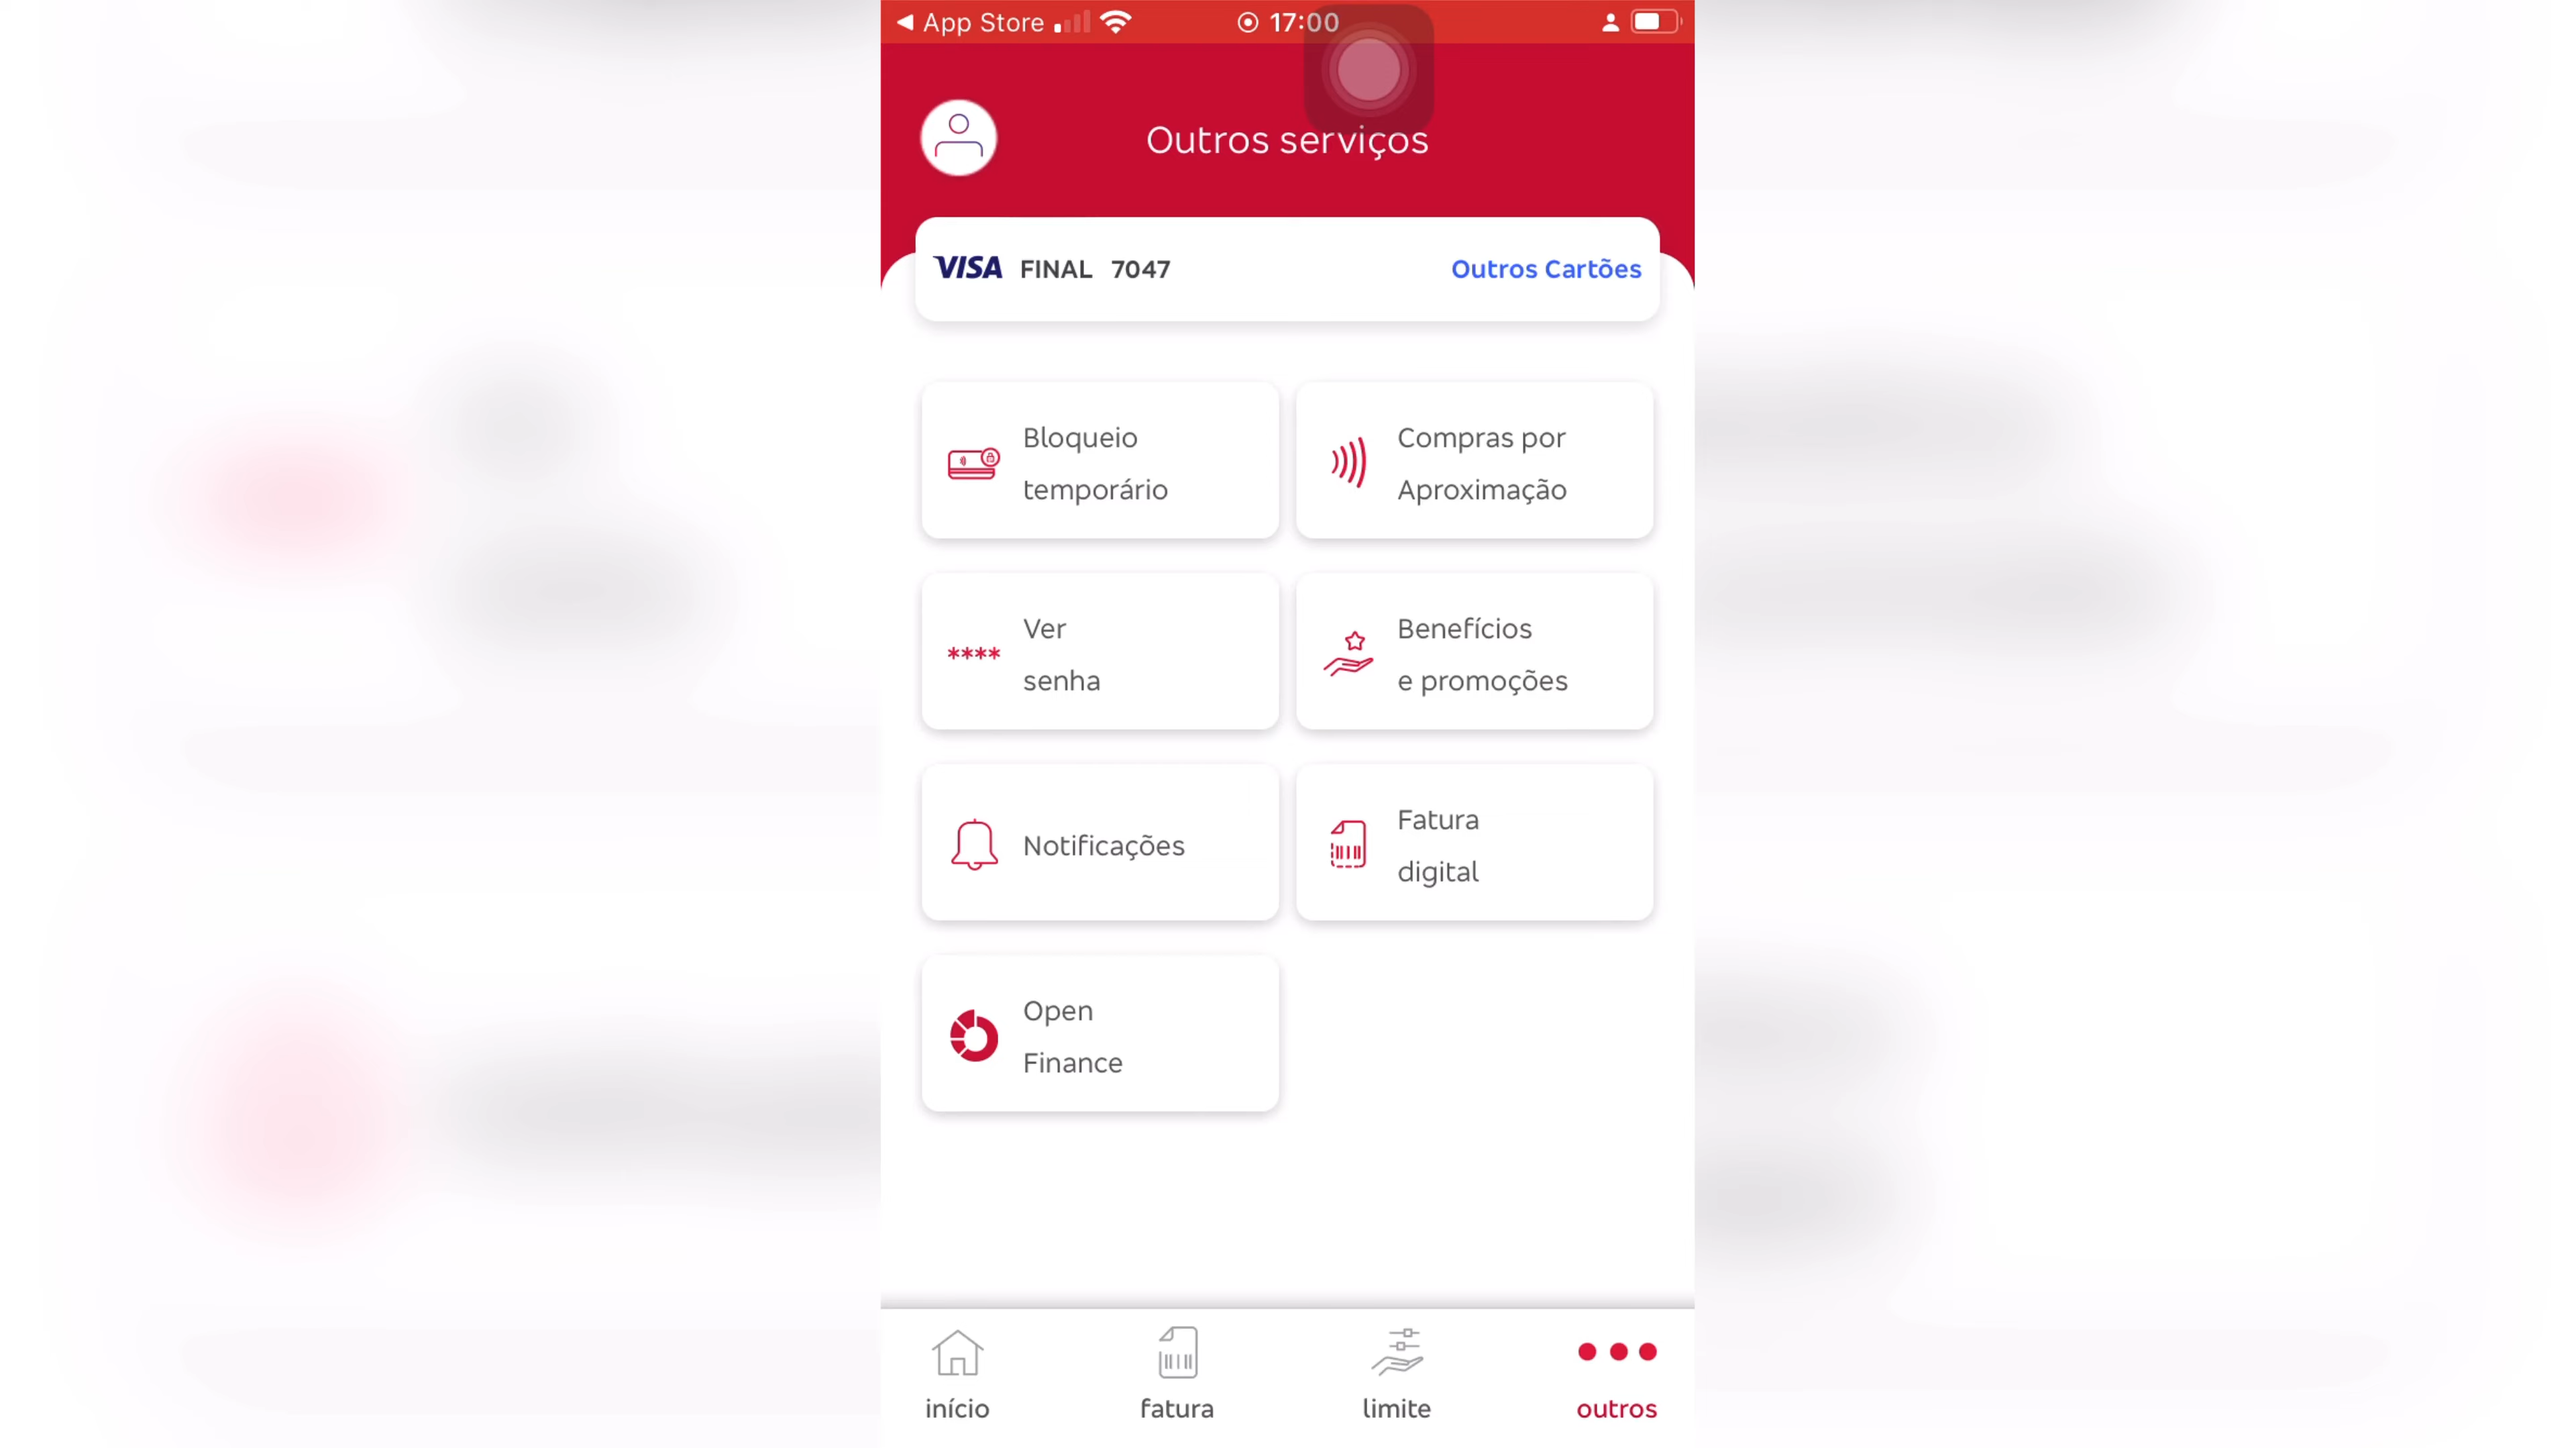 App Store 17:00
Outros serviços
VISA FINAL 7047 Outros Cartões
Bloqueio
temporário
Compras por
Aproximação
****
Ver
senha
Benefícios
e promoções
Notificações
Fatura
digital
Open
Finance
início
fatura
limite
outros